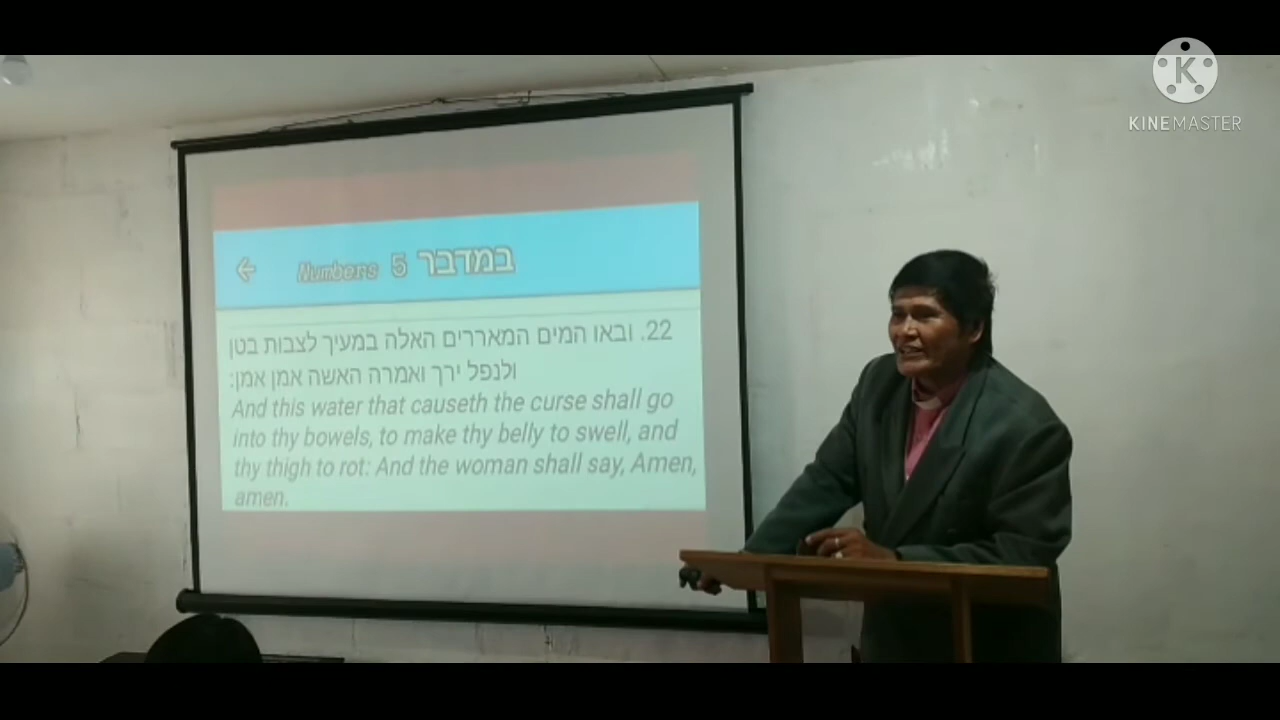 Numbers 5 במדבר
22. ובאו המים המאררים האלה במעיך לצבות בטן
ולנפל ירך ואמרה האשה אמן אמן:
And this water that causeth the curse shall go
into thy bowels, to make thy belly to swell, and
thy thigh to rot: And the woman shall say, Amen,
amen.
K
KINEMASTER